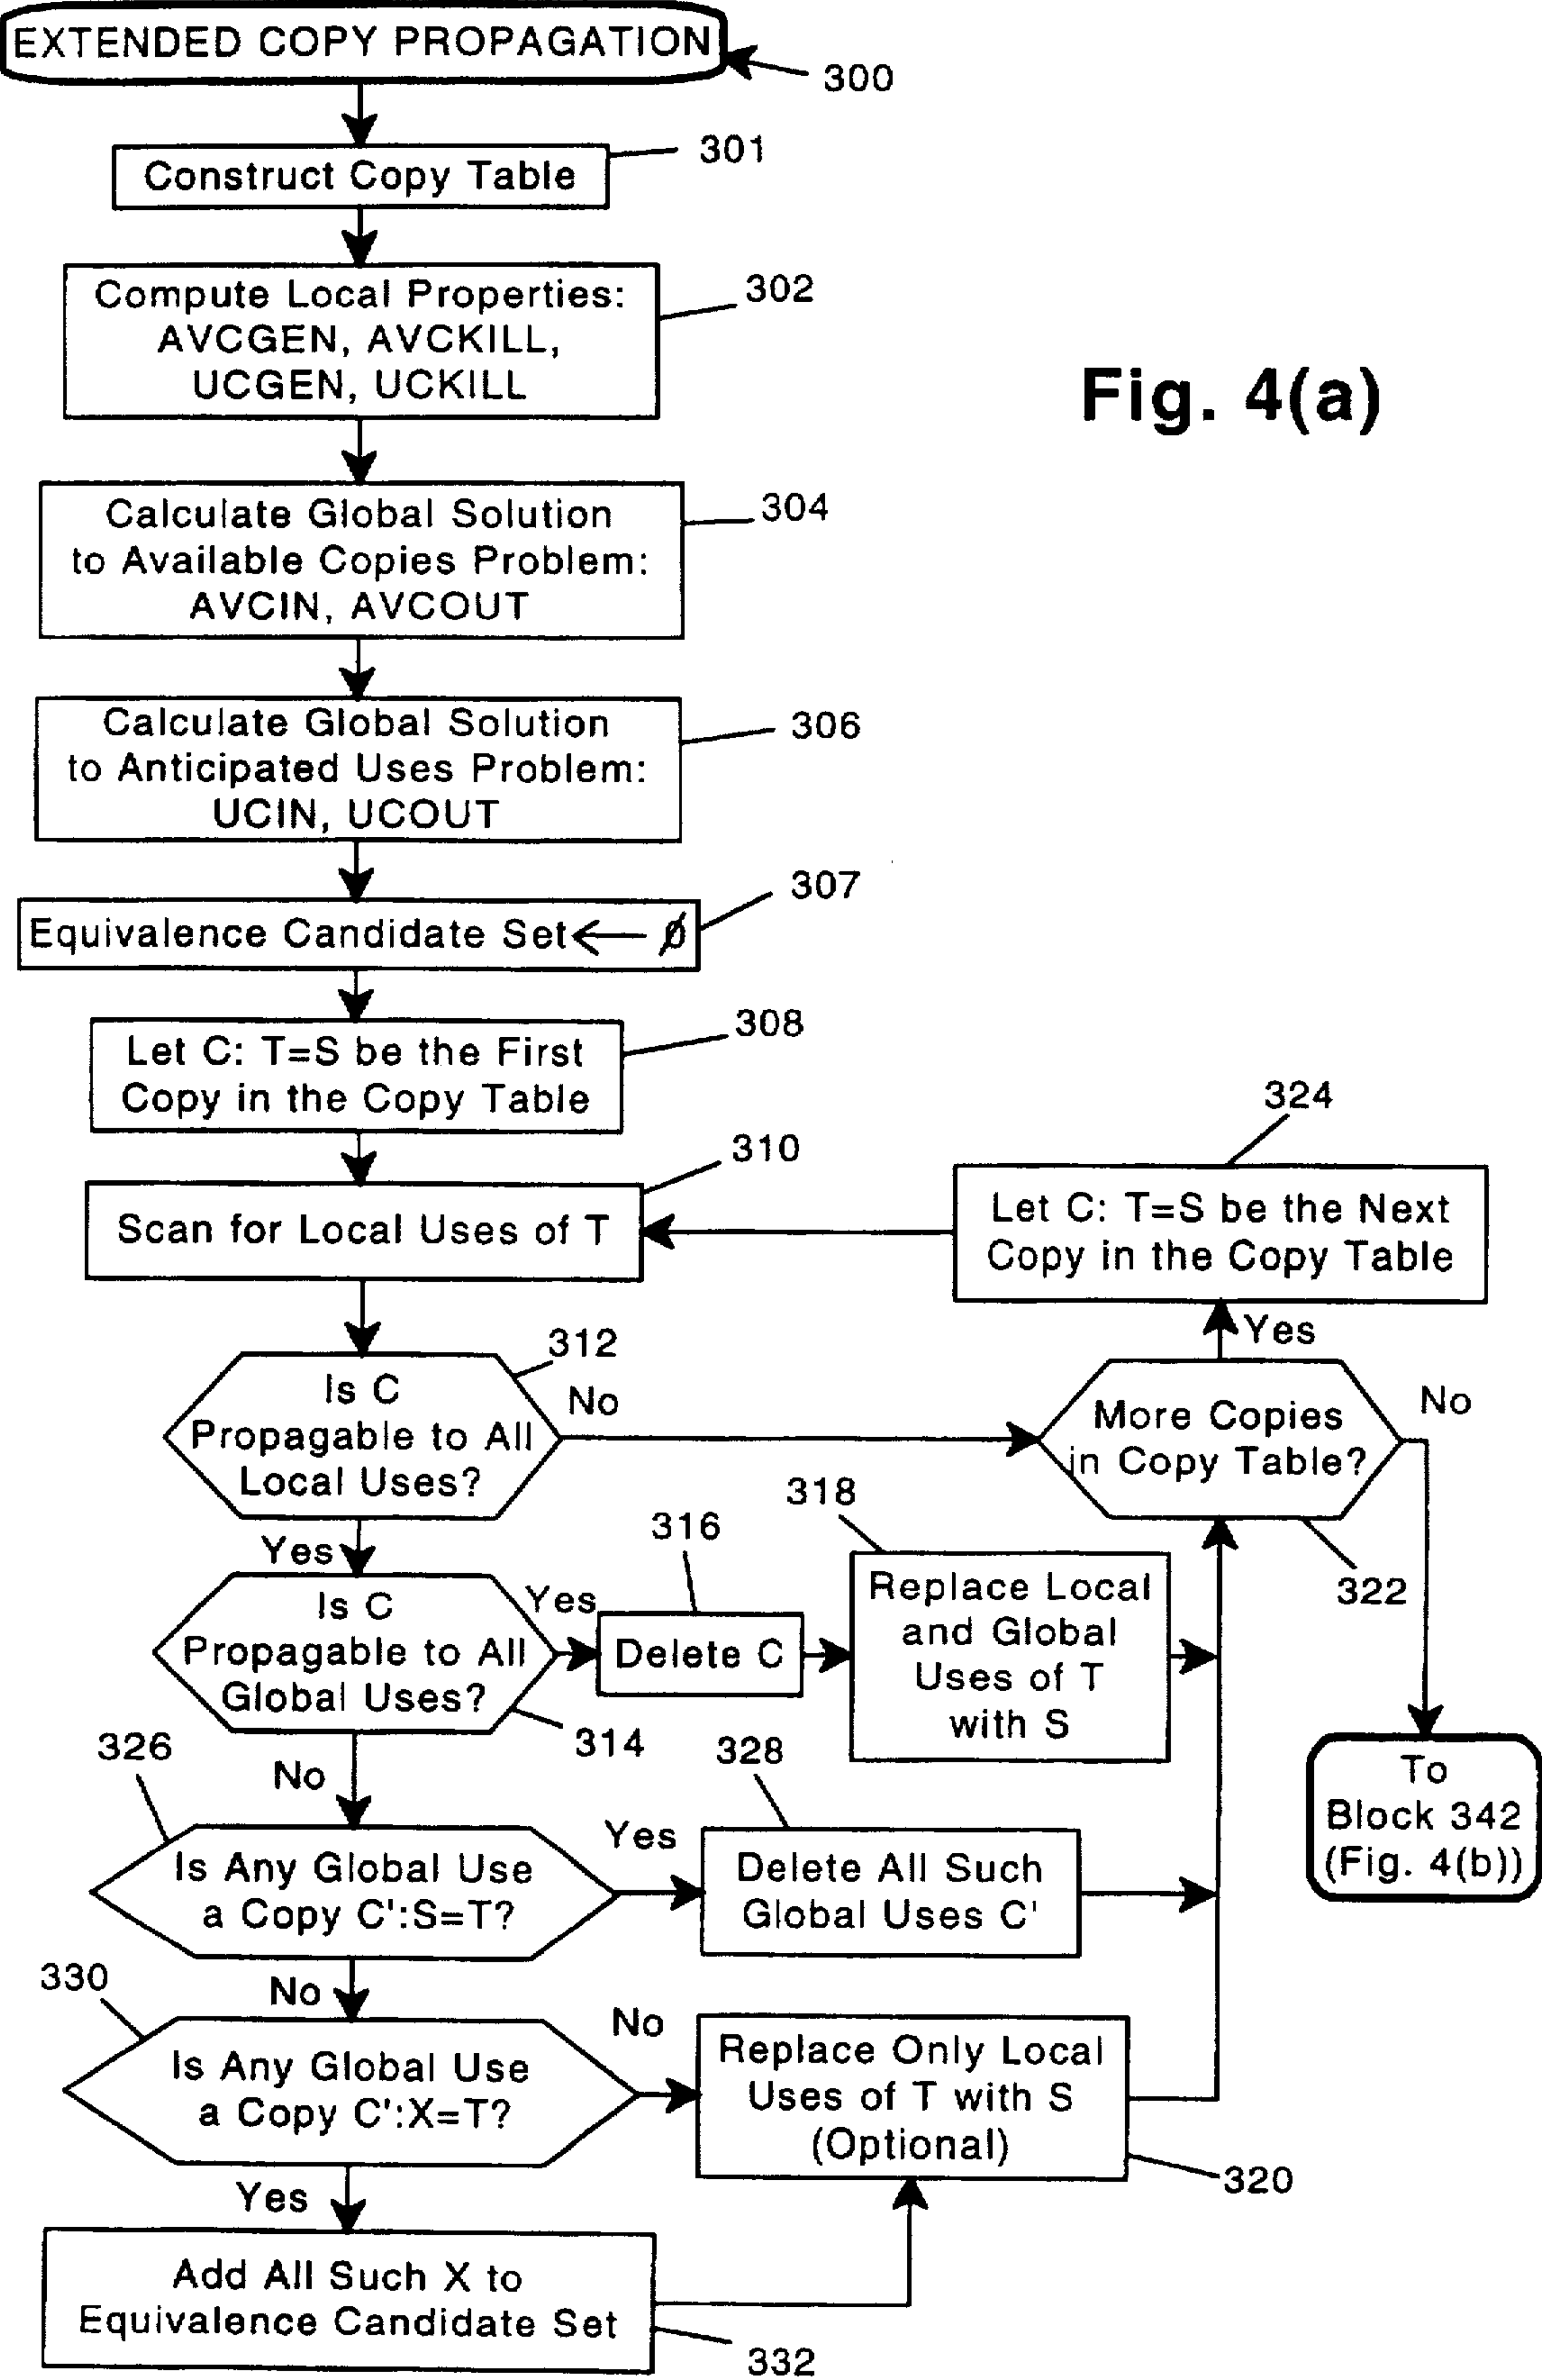 EXTENDED COPY PROPAGATION
300
Construct Copy Table
301
Compute Local Properties:
AVCGEN, AVCKILL,
UCGEN, UCKILL
302
Fig. 4(a)
Calculate Global Solution
to Available Copies Problem:
AVCIN, AVCOUT
304
Calculate Global Solution
to Anticipated Uses Problem:
UCIN, UCOUT
306
Equivalence Candidate Set ← ∅
307
Let C: T=S be the First
Copy in the Copy Table
308
Scan for Local Uses of T
310
324
Let C: T=S be the Next
Copy in the Copy Table
Is C
Propagable to All
Local Uses?
312
No
Yes
More Copies
in Copy Table?
No
322
Yes
Is C
Propagable to All
Global Uses?
314
Yes
316
Delete C
318
Replace Local
and Global
Uses of T
with S
To
Block 342
(Fig. 4(b))
No
326
Is Any Global Use
a Copy C':S=T?
Yes
328
Delete All Such
Global Uses C'
No
330
Is Any Global Use
a Copy C':X=T?
No
Replace Only Local
Uses of T with S
(Optional)
320
Yes
Add All Such X to
Equivalence Candidate Set
332